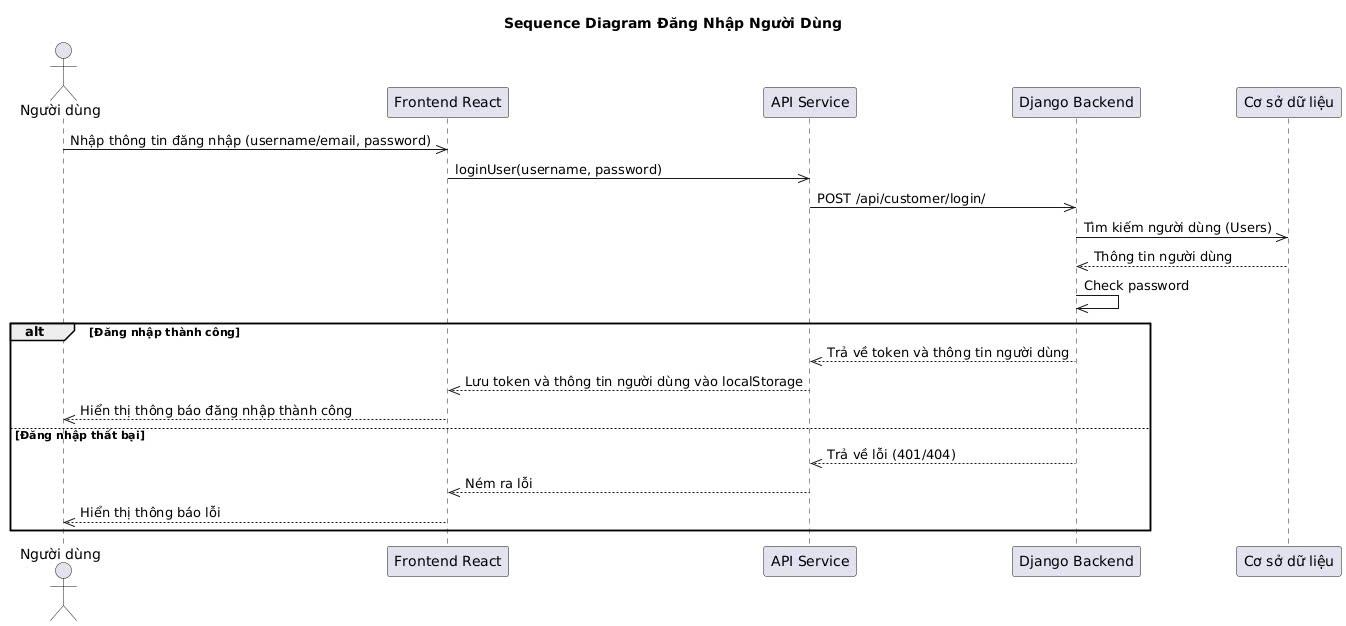 Sequence Diagram Đăng Nhập Người Dùng
Người dùng
Frontend React
API Service
Django Backend
Cơ sở dữ liệu
Nhập thông tin đăng nhập (username/email, password)
loginUser(username, password)
POST /api/customer/login/
Tìm kiếm người dùng (Users)
Thông tin người dùng
Check password
alt
[Đăng nhập thành công]
Trả về token và thông tin người dùng
Lưu token và thông tin người dùng vào localStorage
Hiển thị thông báo đăng nhập thành công
[Đăng nhập thất bại]
Trả về lỗi (401/404)
Ném ra lỗi
Hiển thị thông báo lỗi
Người dùng
Frontend React
API Service
Django Backend
Cơ sở dữ liệu